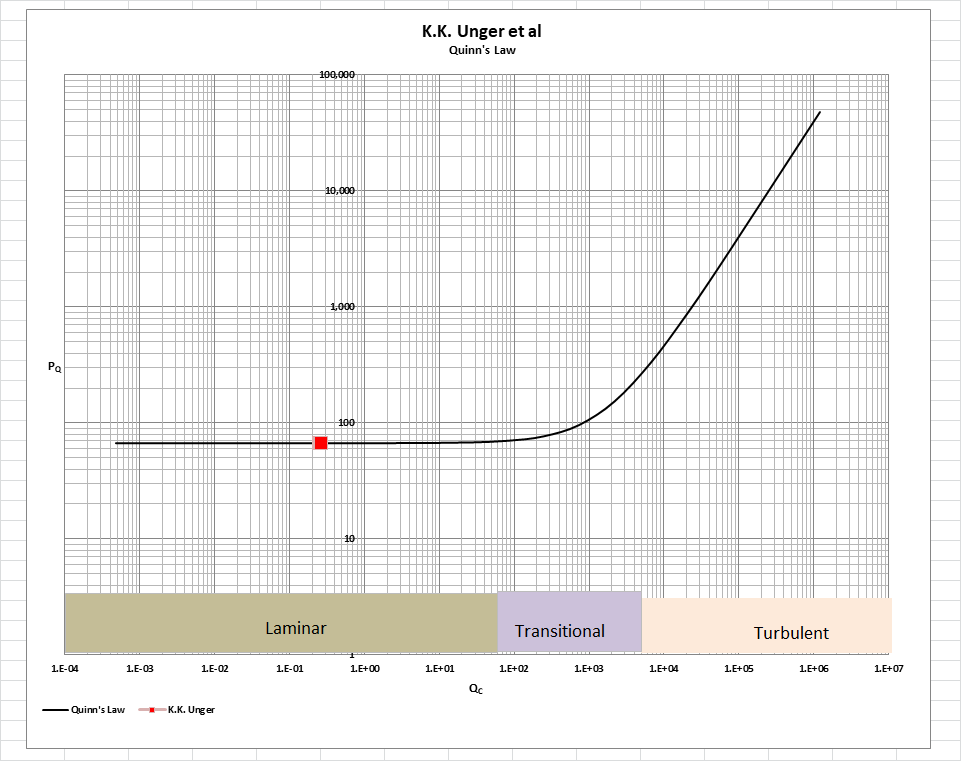 K.K. Unger et al
Quinn's Law
100,000
10,000
1,000
P_Q
100
10
Laminar
Transitional
Turbulent
1
1.E-04 1.E-03 1.E-02 1.E-01 1.E+00 1.E+01 1.E+02 1.E+03 1.E+04 1.E+05 1.E+06 1.E+07
Q_C
Quinn's Law K.K. Unger